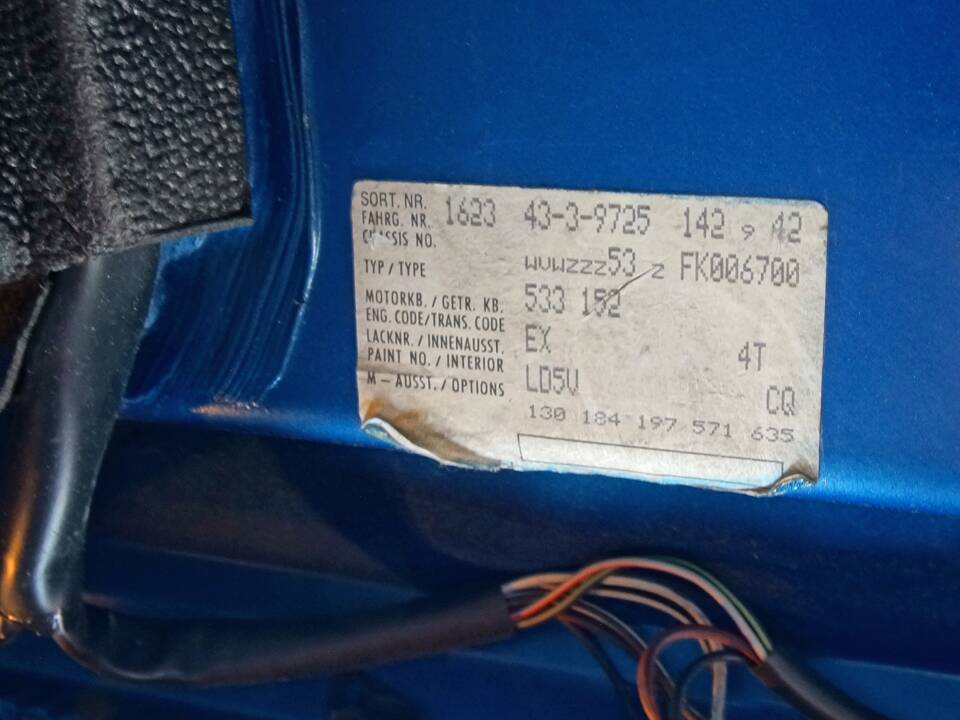 SORT. NR. 1623 43-3-9725 142 9 42
FAHRG. NR.
CHASSIS NO. WVWZZZ53 Z FK006700
TYP / TYPE 533 152
MOTORKB. / GETR. KB. EX 4T
ENG. CODE/TRANS. CODE
LACKNR. / INNENAUSST. LD5V CQ
PAINT NO. / INTERIOR
M – AUSST. / OPTIONS 130 184 197 571 635